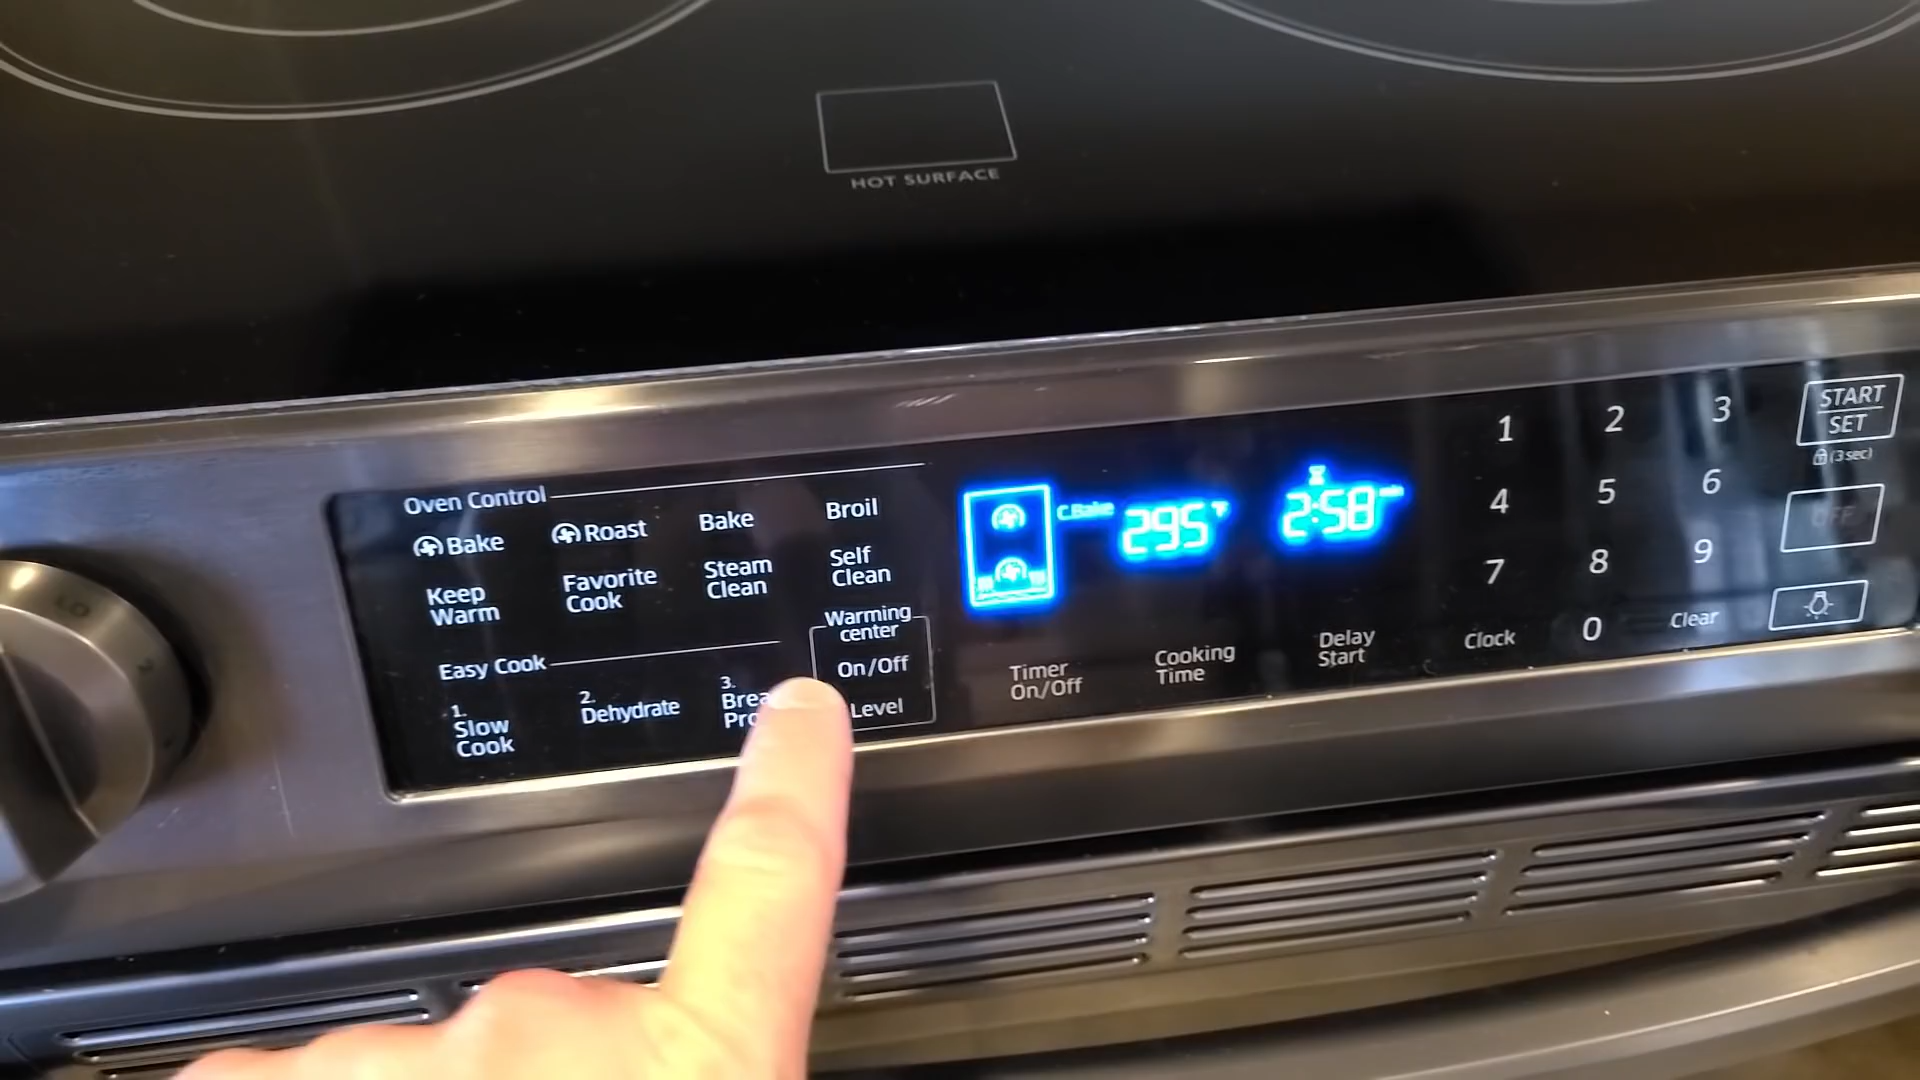 HOT SURFACE
Oven Control
Bake
Roast
Bake
Broil
Keep
Warm
Favorite
Cook
Steam
Clean
Self
Clean
Easy Cook
1.
Slow
Cook
2.
Dehydrate
3.
Brea
Pro
Warming
center
On/Off
Level
C.Bake
295°F
2:58
Timer
On/Off
Cooking
Time
Delay
Start
1 2 3
4 5 6
7 8 9
Clock 0 Clear
START
SET
(3 sec)
OFF